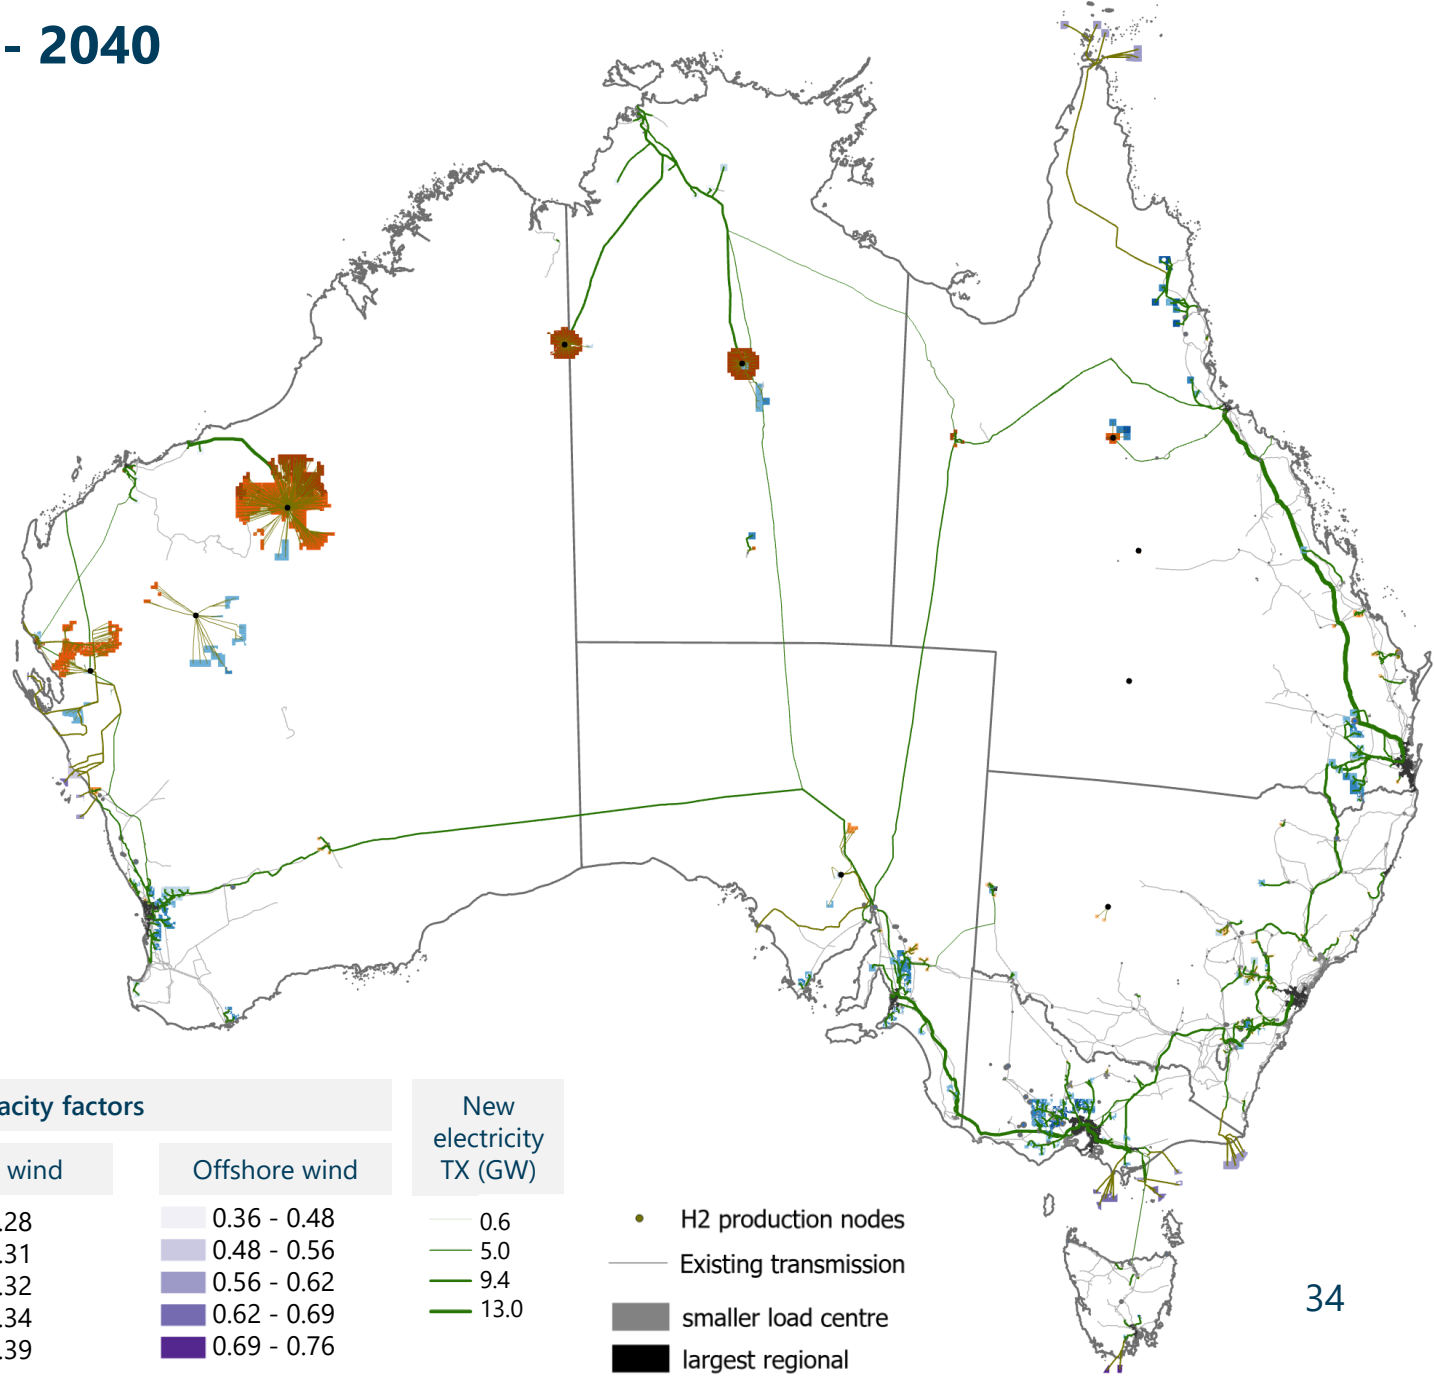 - 2040
acity factors
wind
.28
.31
.32
.34
.39
Offshore wind
0.36 - 0.48
0.48 - 0.56
0.56 - 0.62
0.62 - 0.69
0.69 - 0.76
New
electricity
TX (GW)
0.6
5.0
9.4
13.0
H2 production nodes
Existing transmission
smaller load centre
largest regional
34